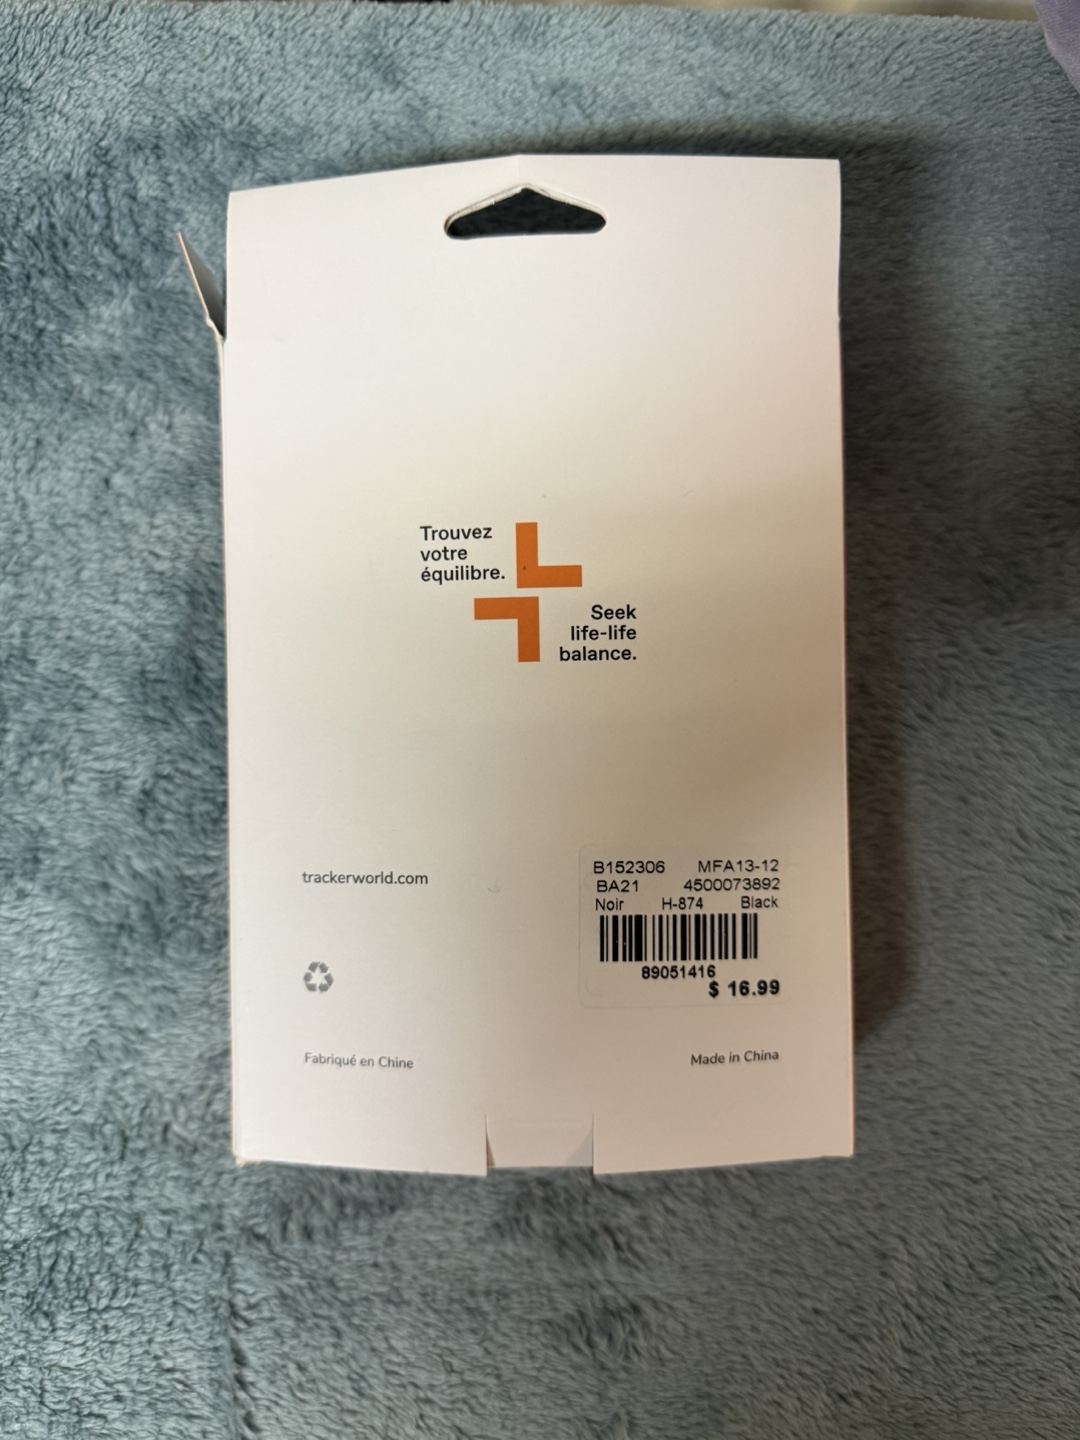 Trouvez
votre
équilibre.
Seek
life-life
balance.
trackerworld.com
B152306 MFA13-12
BA21 4500073892
Noir H-874 Black
89051416
$ 16.99
Fabriqué en Chine
Made in China